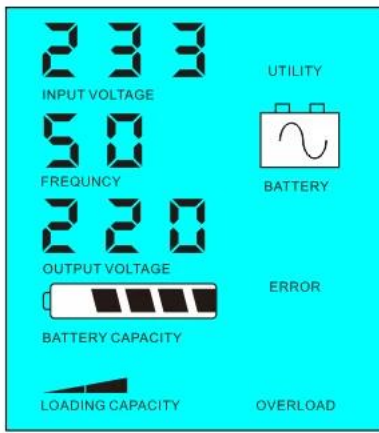 233
UTILITY
INPUT VOLTAGE
50
FREQUNCY
BATTERY
220
OUTPUT VOLTAGE
ERROR
BATTERY CAPACITY
LOADING CAPACITY
OVERLOAD